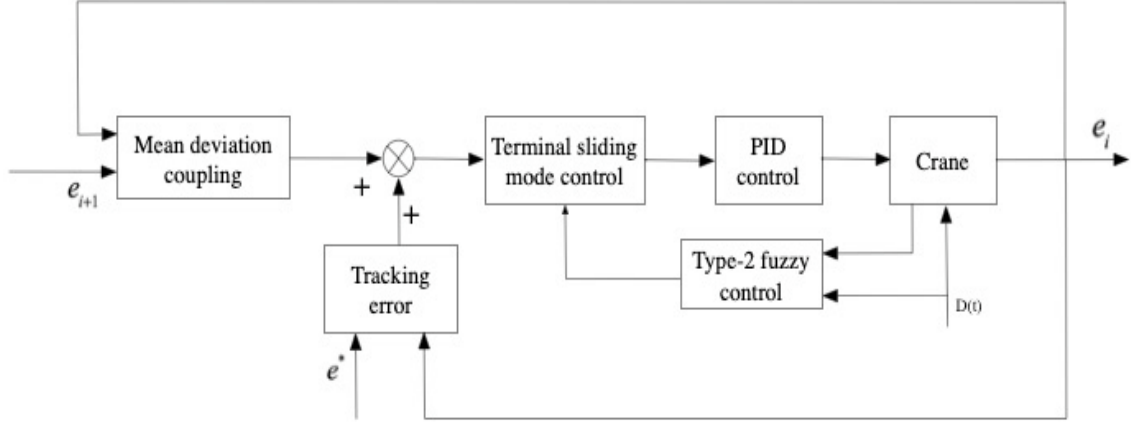 Mean deviation
coupling
e_{i+1}
+
+
Tracking
error
e*
Terminal sliding
mode control
PID
control
Crane
e_i
Type-2 fuzzy
control
D(t)